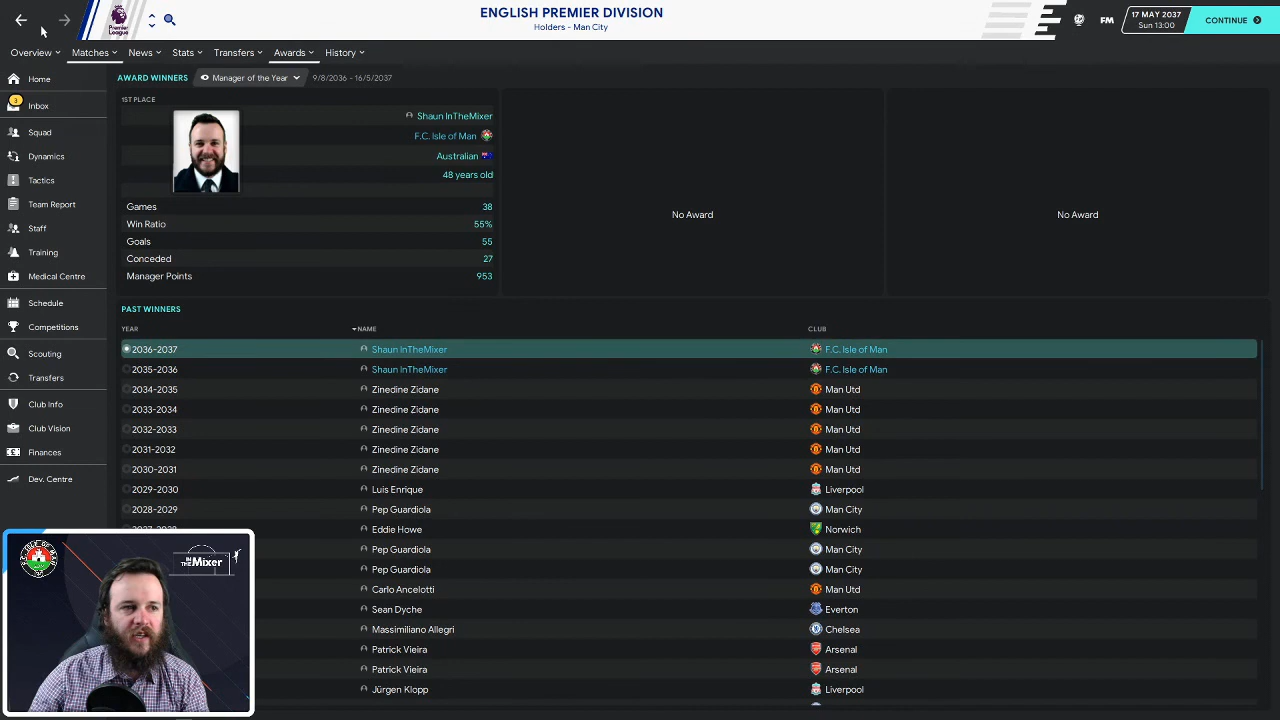 ENGLISH PREMIER DIVISION
Holders - Man City
Premier League
FM
17 MAY 2037
Sun 13:00
CONTINUE
Overview
Matches
News
Stats
Transfers
Awards
History
Home
3
Inbox
Squad
Dynamics
Tactics
Team Report
Staff
Training
Medical Centre
Schedule
Competitions
Scouting
Transfers
Club Info
Club Vision
Finances
Dev. Centre
AWARD WINNERS
Manager of the Year
9/8/2036 - 16/5/2037
1ST PLACE
Shaun InTheMixer
F.C. Isle of Man
Australian
48 years old
Games 38
Win Ratio 55%
Goals 55
Conceded 27
Manager Points 953
No Award
No Award
PAST WINNERS
YEAR NAME CLUB
2036-2037 Shaun InTheMixer F.C. Isle of Man
2035-2036 Shaun InTheMixer F.C. Isle of Man
2034-2035 Zinedine Zidane Man Utd
2033-2034 Zinedine Zidane Man Utd
2032-2033 Zinedine Zidane Man Utd
2031-2032 Zinedine Zidane Man Utd
2030-2031 Zinedine Zidane Man Utd
2029-2030 Luis Enrique Liverpool
2028-2029 Pep Guardiola Man City
2027-2028 Eddie Howe Norwich
Pep Guardiola Man City
Pep Guardiola Man City
Carlo Ancelotti Man Utd
Sean Dyche Everton
Massimiliano Allegri Chelsea
Patrick Vieira Arsenal
Patrick Vieira Arsenal
Jürgen Klopp Liverpool
IN THE Mixer